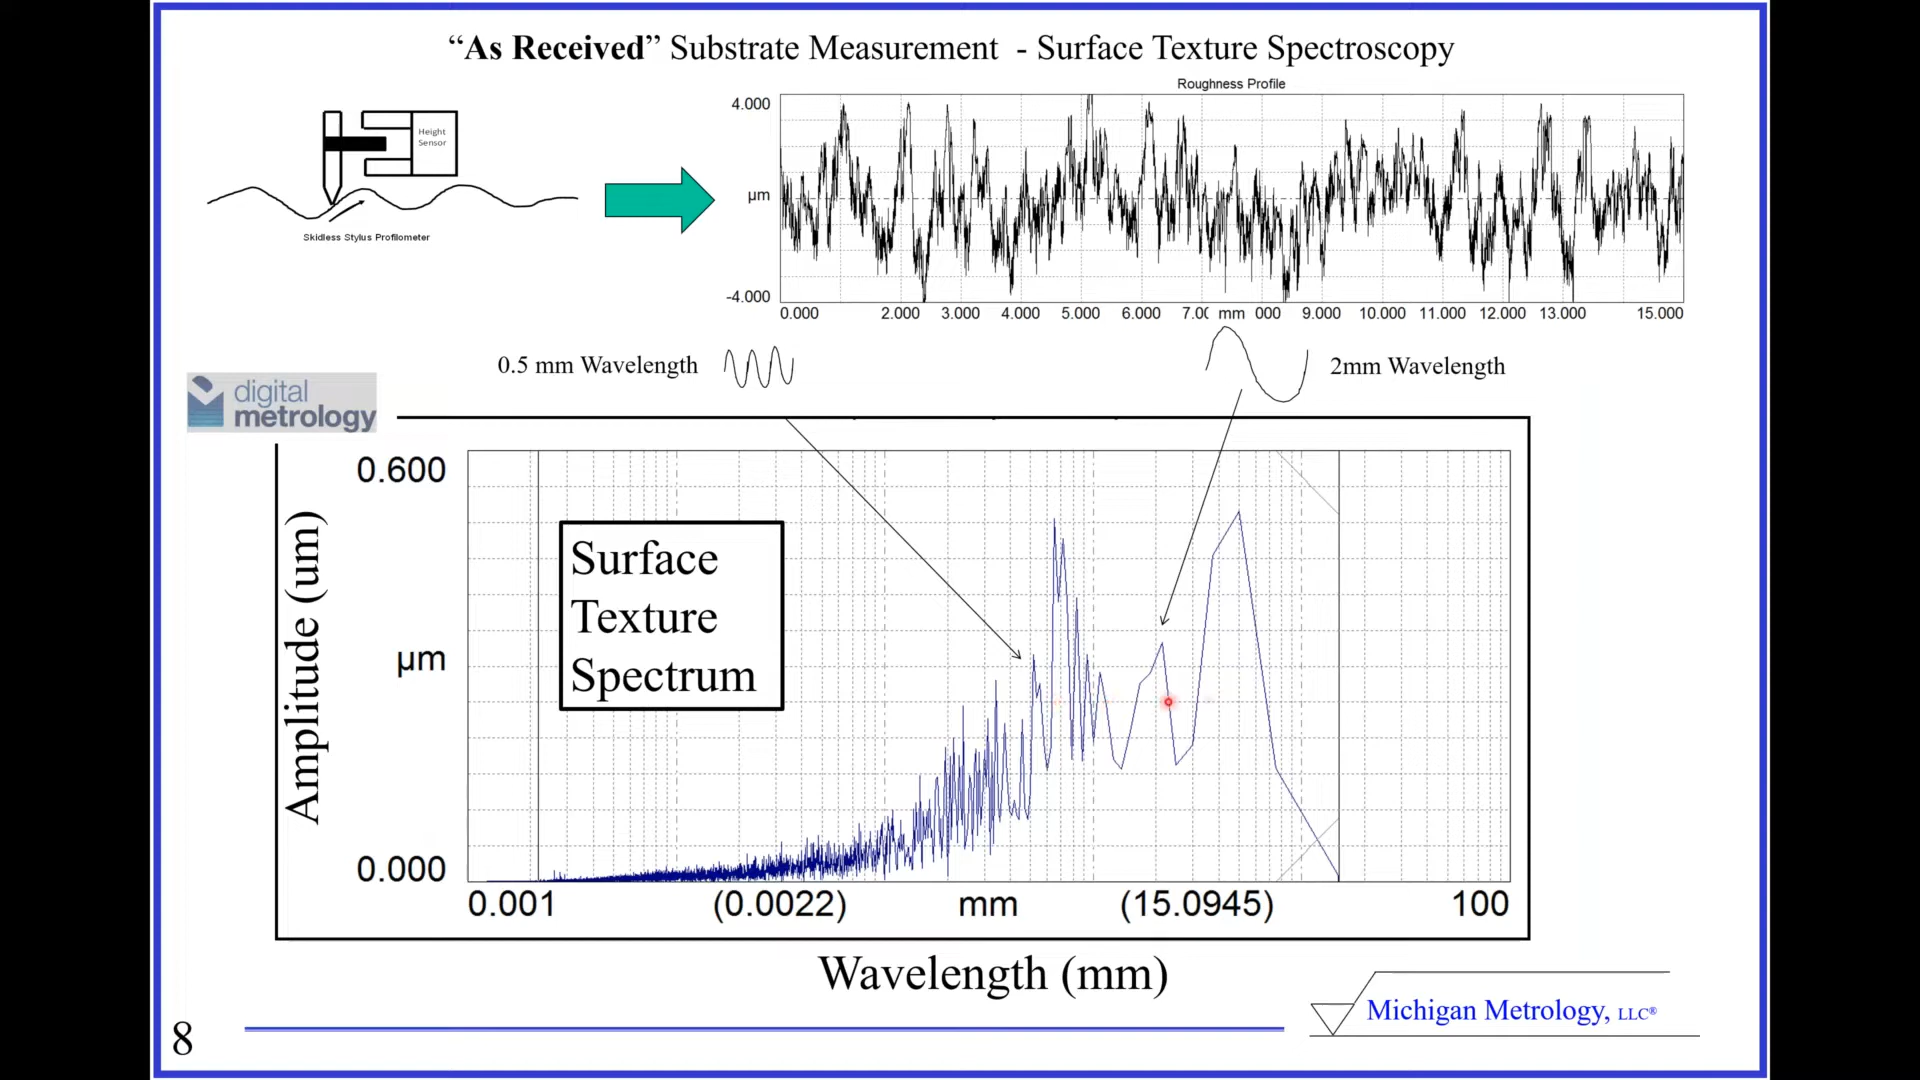 “As Received” Substrate Measurement - Surface Texture Spectroscopy
Roughness Profile
Height
Sensor
Skidless Stylus Profilometer
4.000
µm
-4.000
0.000 2.000 3.000 4.000 5.000 6.000 7.0 mm 000 9.000 10.000 11.000 12.000 13.000 15.000
0.5 mm Wavelength
2mm Wavelength
digital
metrology
Amplitude (um)
0.600
µm
0.000
Surface
Texture
Spectrum
0.001 (0.0022) mm (15.0945) 100
Wavelength (mm)
Michigan Metrology, LLC®
8